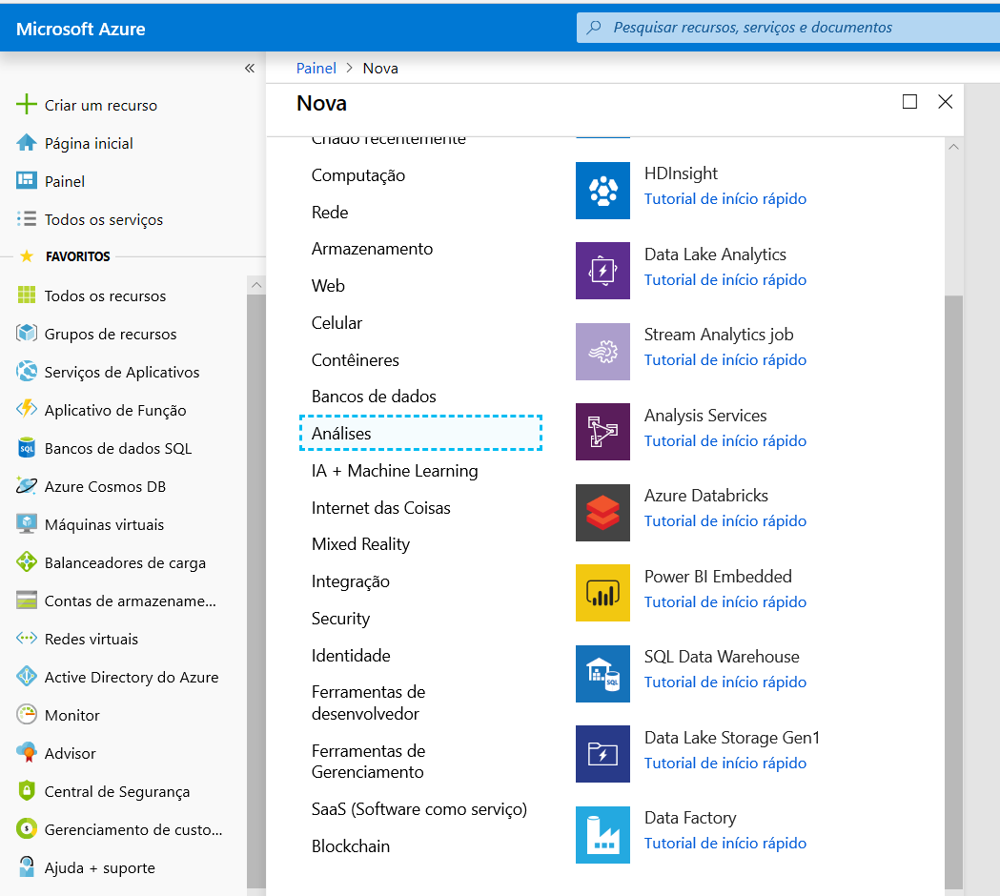 Microsoft Azure
Pesquisar recursos, serviços e documentos
«
Criar um recurso
Página inicial
Painel
Todos os serviços
FAVORITOS
Todos os recursos
Grupos de recursos
Serviços de Aplicativos
Aplicativo de Função
Bancos de dados SQL
Azure Cosmos DB
Máquinas virtuais
Balanceadores de carga
Contas de armazename...
Redes virtuais
Active Directory do Azure
Monitor
Advisor
Central de Segurança
Gerenciamento de custo...
Ajuda + suporte
Painel > Nova
Nova
Criado recentemente
Computação
Rede
Armazenamento
Web
Celular
Contêineres
Bancos de dados
Análises
IA + Machine Learning
Internet das Coisas
Mixed Reality
Integração
Security
Identidade
Ferramentas de
desenvolvedor
Ferramentas de
Gerenciamento
SaaS (Software como serviço)
Blockchain
HDInsight
Tutorial de início rápido
Data Lake Analytics
Tutorial de início rápido
Stream Analytics job
Tutorial de início rápido
Analysis Services
Tutorial de início rápido
Azure Databricks
Tutorial de início rápido
Power BI Embedded
Tutorial de início rápido
SQL Data Warehouse
Tutorial de início rápido
Data Lake Storage Gen1
Tutorial de início rápido
Data Factory
Tutorial de início rápido